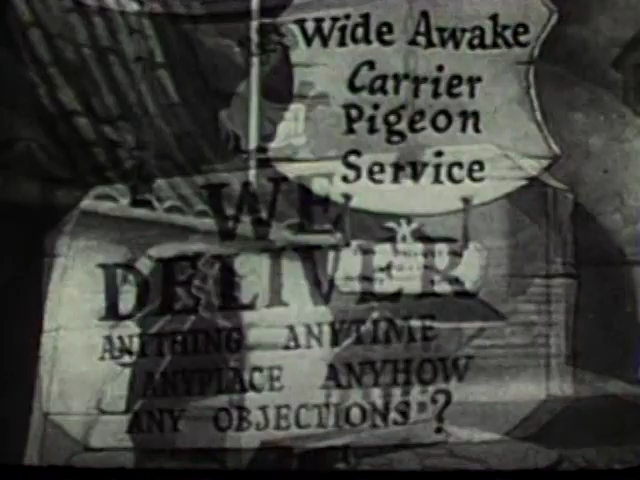 Wide Awake
Carrier
Pigeon
Service
WE
DELIVER
ANYTHING ANYTIME
ANYPLACE ANYHOW
ANY OBJECTIONS?